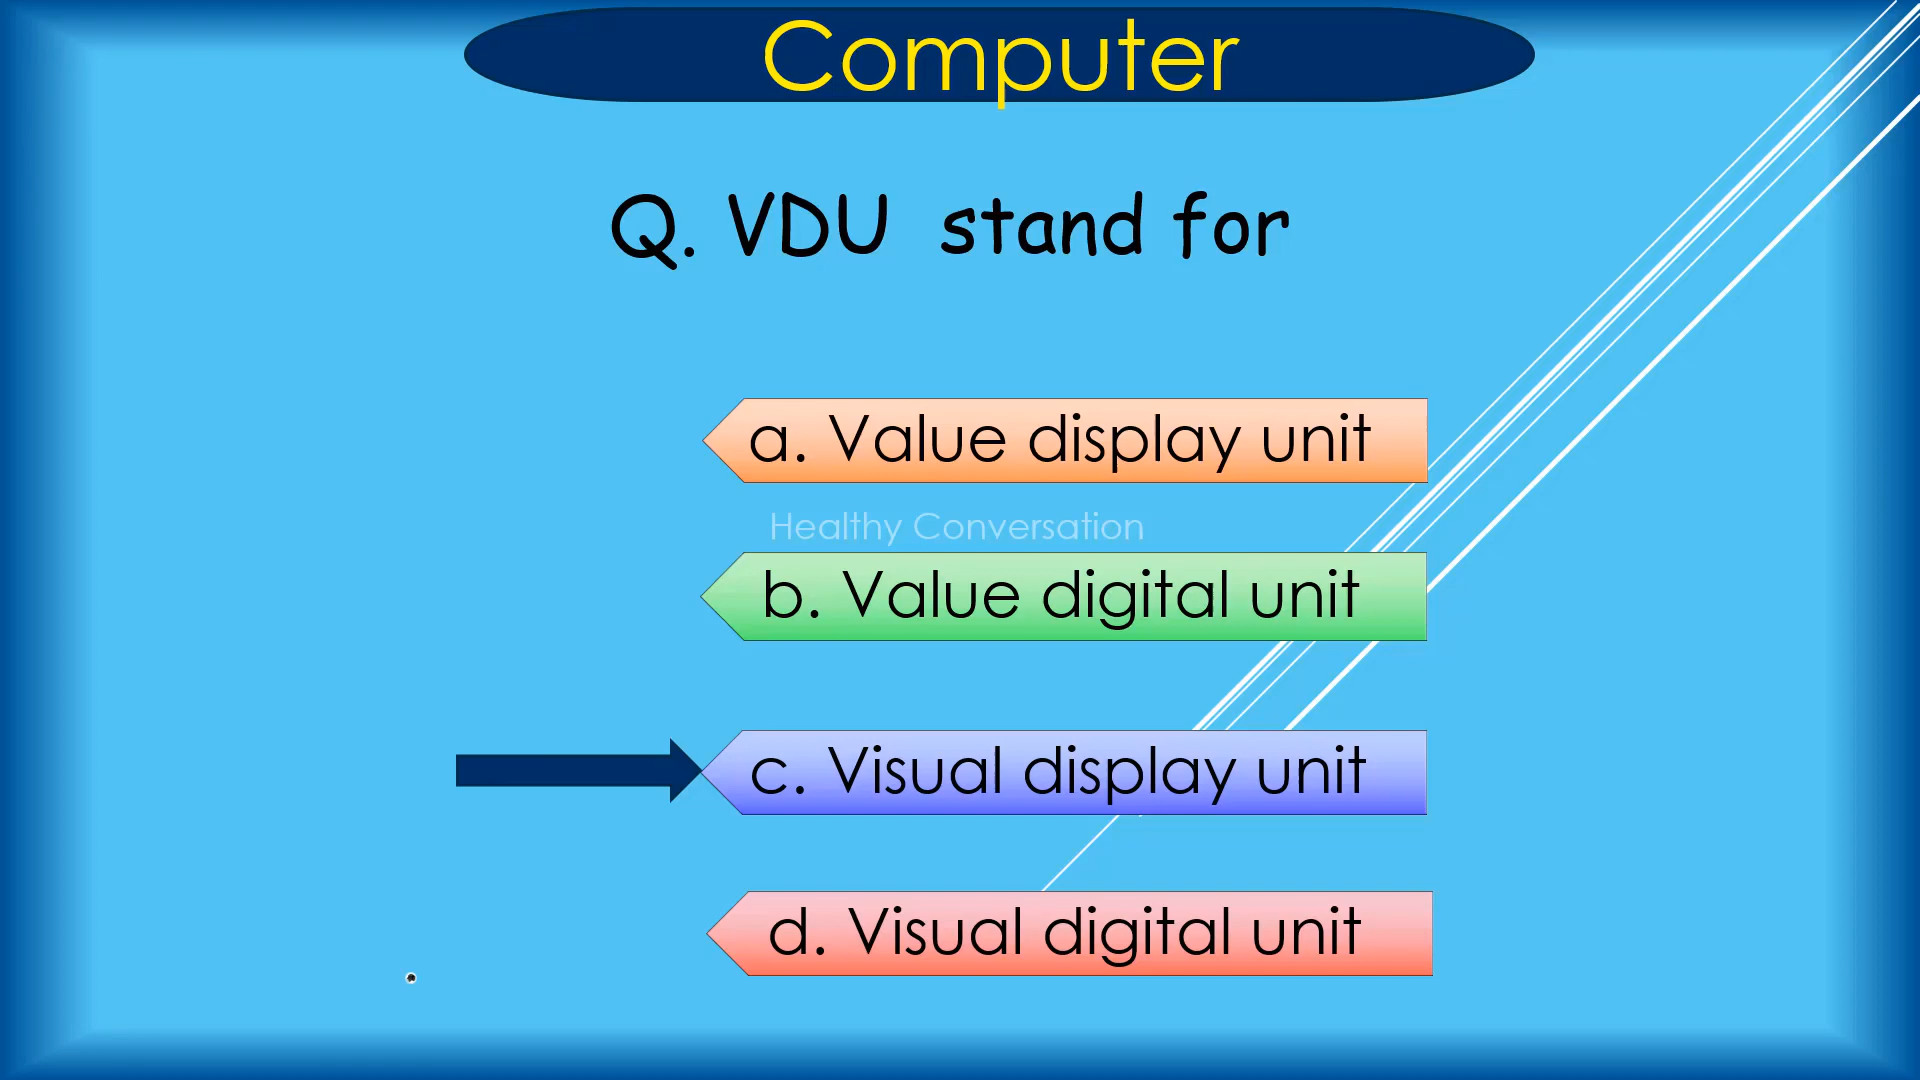 Computer
Q. VDU stand for
a. Value display unit
Healthy Conversation
b. Value digital unit
c. Visual display unit
d. Visual digital unit